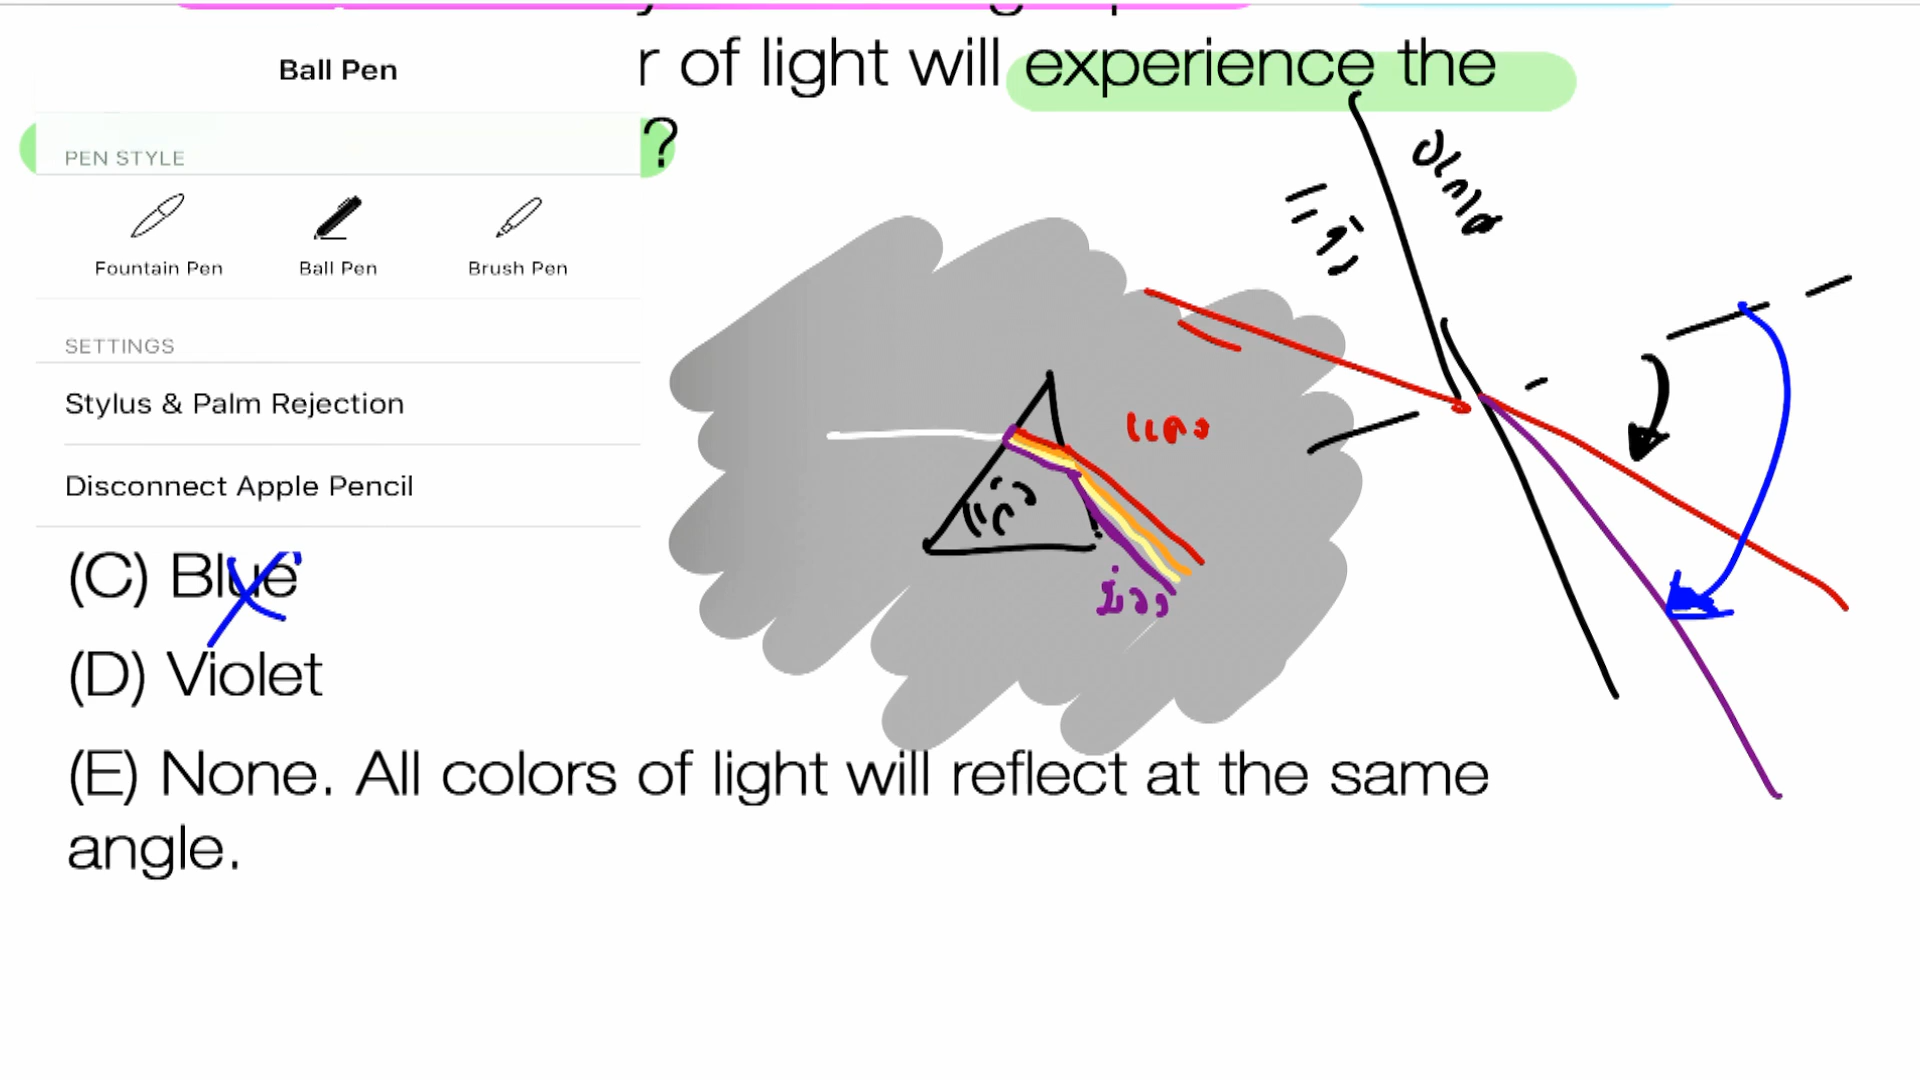 Ball Pen
r of light will experience the
?
PEN STYLE
Fountain Pen Ball Pen Brush Pen
SETTINGS
Stylus & Palm Rejection
Disconnect Apple Pencil
แดง
ม่วง
(C) Blue
(D) Violet
(E) None. All colors of light will reflect at the same
angle.